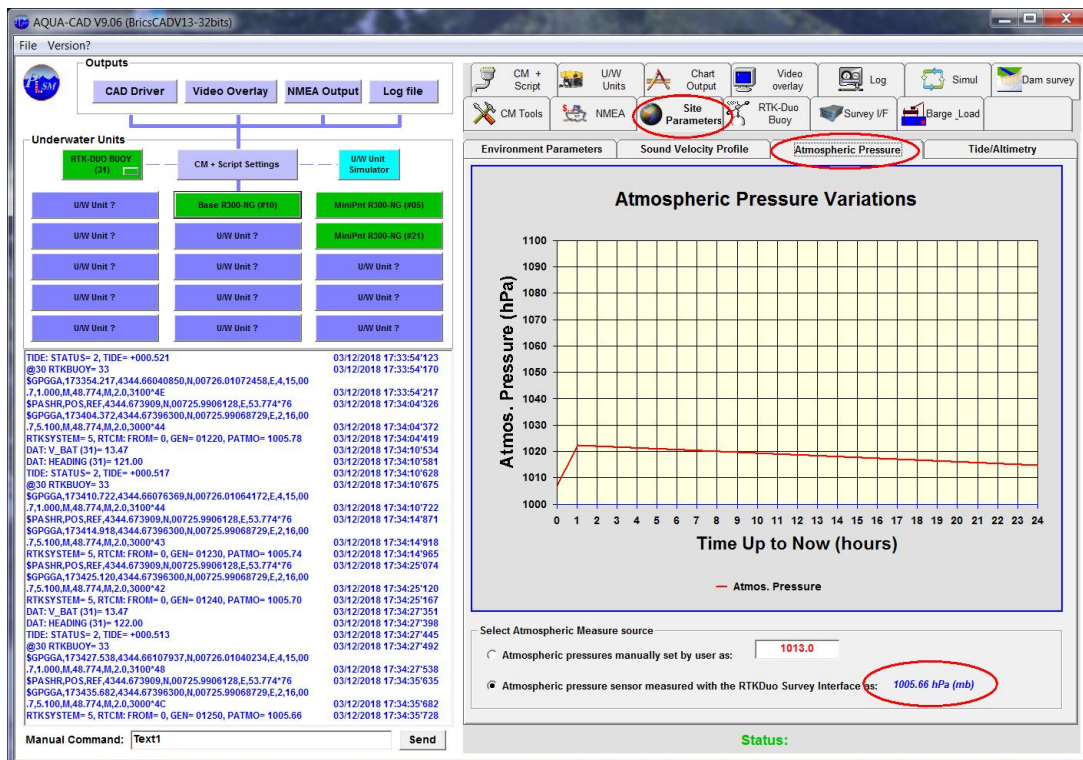 AQUA-CAD V9.06 (BricsCADV13-32bits)
File Version?
PLSM
Outputs
CAD Driver
Video Overlay
NMEA Output
Log file
Underwater Units
RTK-DUO BUOY
(31)
CM + Script Settings
U/W Unit
Simulator
U/W Unit ?
Base R300-NG (#10)
MiniPnt R300-NG (#05)
U/W Unit ?
U/W Unit ?
MiniPnt R300-NG (#21)
U/W Unit ?
U/W Unit ?
U/W Unit ?
U/W Unit ?
U/W Unit ?
U/W Unit ?
U/W Unit ?
U/W Unit ?
U/W Unit ?
TIDE: STATUS= 2, TIDE= +000.521 03/12/2018 17:33:54'123
@30 RTKBUOY= 33 03/12/2018 17:33:54'170
$GPGGA,173354.217,4344.66040850,N,00726.01072458,E,4,15,00
.7,1.000,M,48.774,M,2.0,3100*4E 03/12/2018 17:33:54'217
$PASHR,POS,REF,4344.673909,N,00725.9906128,E,53.774*76 03/12/2018 17:34:04'326
$GPGGA,173404.372,4344.67396300,N,00725.99068729,E,2,16,00
.7,5.100,M,48.774,M,2.0,3000*44 03/12/2018 17:34:04'372
RTKSYSTEM= 5, RTCM: FROM= 0, GEN= 01220, PATMO= 1005.78 03/12/2018 17:34:04'419
DAT: V_BAT (31)= 13.47 03/12/2018 17:34:10'534
DAT: HEADING (31)= 121.00 03/12/2018 17:34:10'581
TIDE: STATUS= 2, TIDE= +000.517 03/12/2018 17:34:10'628
@30 RTKBUOY= 33 03/12/2018 17:34:10'675
$GPGGA,173410.722,4344.66076369,N,00726.01064172,E,4,15,00
.7,1.000,M,48.774,M,2.0,3100*44 03/12/2018 17:34:10'722
$PASHR,POS,REF,4344.673909,N,00725.9906128,E,53.774*76 03/12/2018 17:34:14'871
$GPGGA,173414.918,4344.67396300,N,00725.99068729,E,2,16,00
.7,5.100,M,48.774,M,2.0,3000*43 03/12/2018 17:34:14'918
RTKSYSTEM= 5, RTCM: FROM= 0, GEN= 01230, PATMO= 1005.74 03/12/2018 17:34:14'965
$PASHR,POS,REF,4344.673909,N,00725.9906128,E,53.774*76 03/12/2018 17:34:25'074
$GPGGA,173425.120,4344.67396300,N,00725.99068729,E,2,16,00
.7,5.100,M,48.774,M,2.0,3000*42 03/12/2018 17:34:25'120
RTKSYSTEM= 5, RTCM: FROM= 0, GEN= 01240, PATMO= 1005.70 03/12/2018 17:34:25'167
DAT: V_BAT (31)= 13.47 03/12/2018 17:34:27'351
DAT: HEADING (31)= 122.00 03/12/2018 17:34:27'398
TIDE: STATUS= 2, TIDE= +000.513 03/12/2018 17:34:27'445
@30 RTKBUOY= 33 03/12/2018 17:34:27'492
$GPGGA,173427.538,4344.66107937,N,00726.01040234,E,4,15,00
.7,1.000,M,48.774,M,2.0,3100*48 03/12/2018 17:34:27'538
$PASHR,POS,REF,4344.673909,N,00725.9906128,E,53.774*76 03/12/2018 17:34:35'635
$GPGGA,173435.682,4344.67396300,N,00725.99068729,E,2,16,00
.7,5.100,M,48.774,M,2.0,3000*4C 03/12/2018 17:34:35'682
RTKSYSTEM= 5, RTCM: FROM= 0, GEN= 01250, PATMO= 1005.66 03/12/2018 17:34:35'728
Manual Command: Text1 Send
CM +
Script
U/W
Units
Chart
Output
Video
overlay
Log
Simul
Dam survey
CM Tools
NMEA
Site
Parameters
RTK-Duo
Buoy
Survey I/F
Barge_Load
Environment Parameters
Sound Velocity Profile
Atmospheric Pressure
Tide/Altimetry
Atmospheric Pressure Variations
Atmos. Pressure (hPa)
1100
1090
1080
1070
1060
1050
1040
1030
1020
1010
1000
0 1 2 3 4 5 6 7 8 9 10 11 12 13 14 15 16 17 18 19 20 21 22 23 24
Time Up to Now (hours)
Atmos. Pressure
Select Atmospheric Measure source
Atmospheric pressures manually set by user as: 1013.0
Atmospheric pressure sensor measured with the RTKDuo Survey Interface as: 1005.66 hPa (mb)
Status: